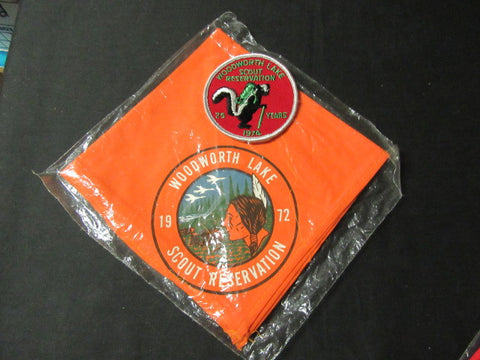 WOODWORTH LAKE
SCOUT
RESERVATION
25 YEARS
1974
WOODWORTH LAKE
19 72
SCOUT RESERVATION